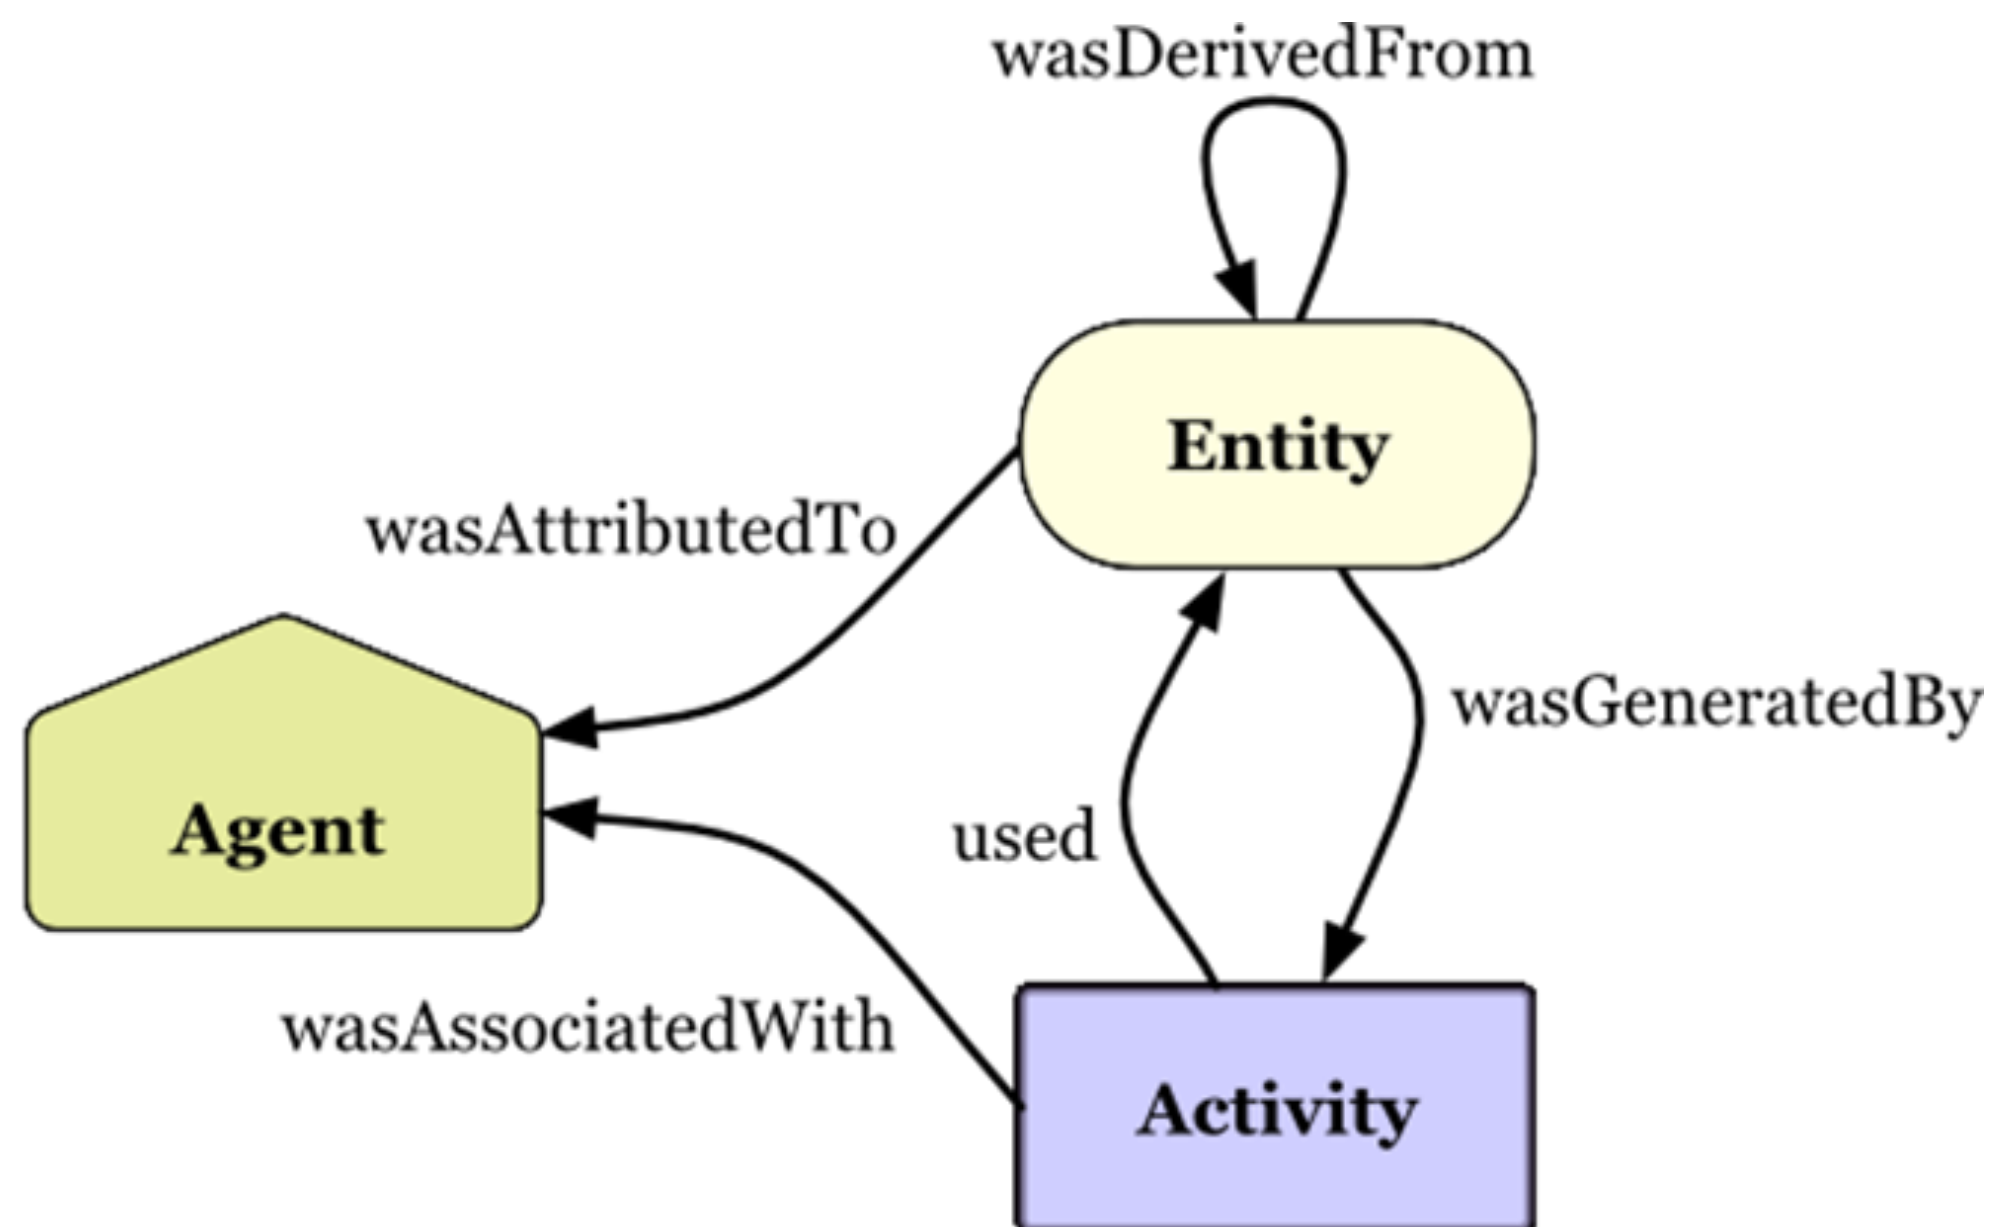 wasDerivedFrom
Entity
wasAttributedTo
wasGeneratedBy
Agent
used
wasAssociatedWith
Activity